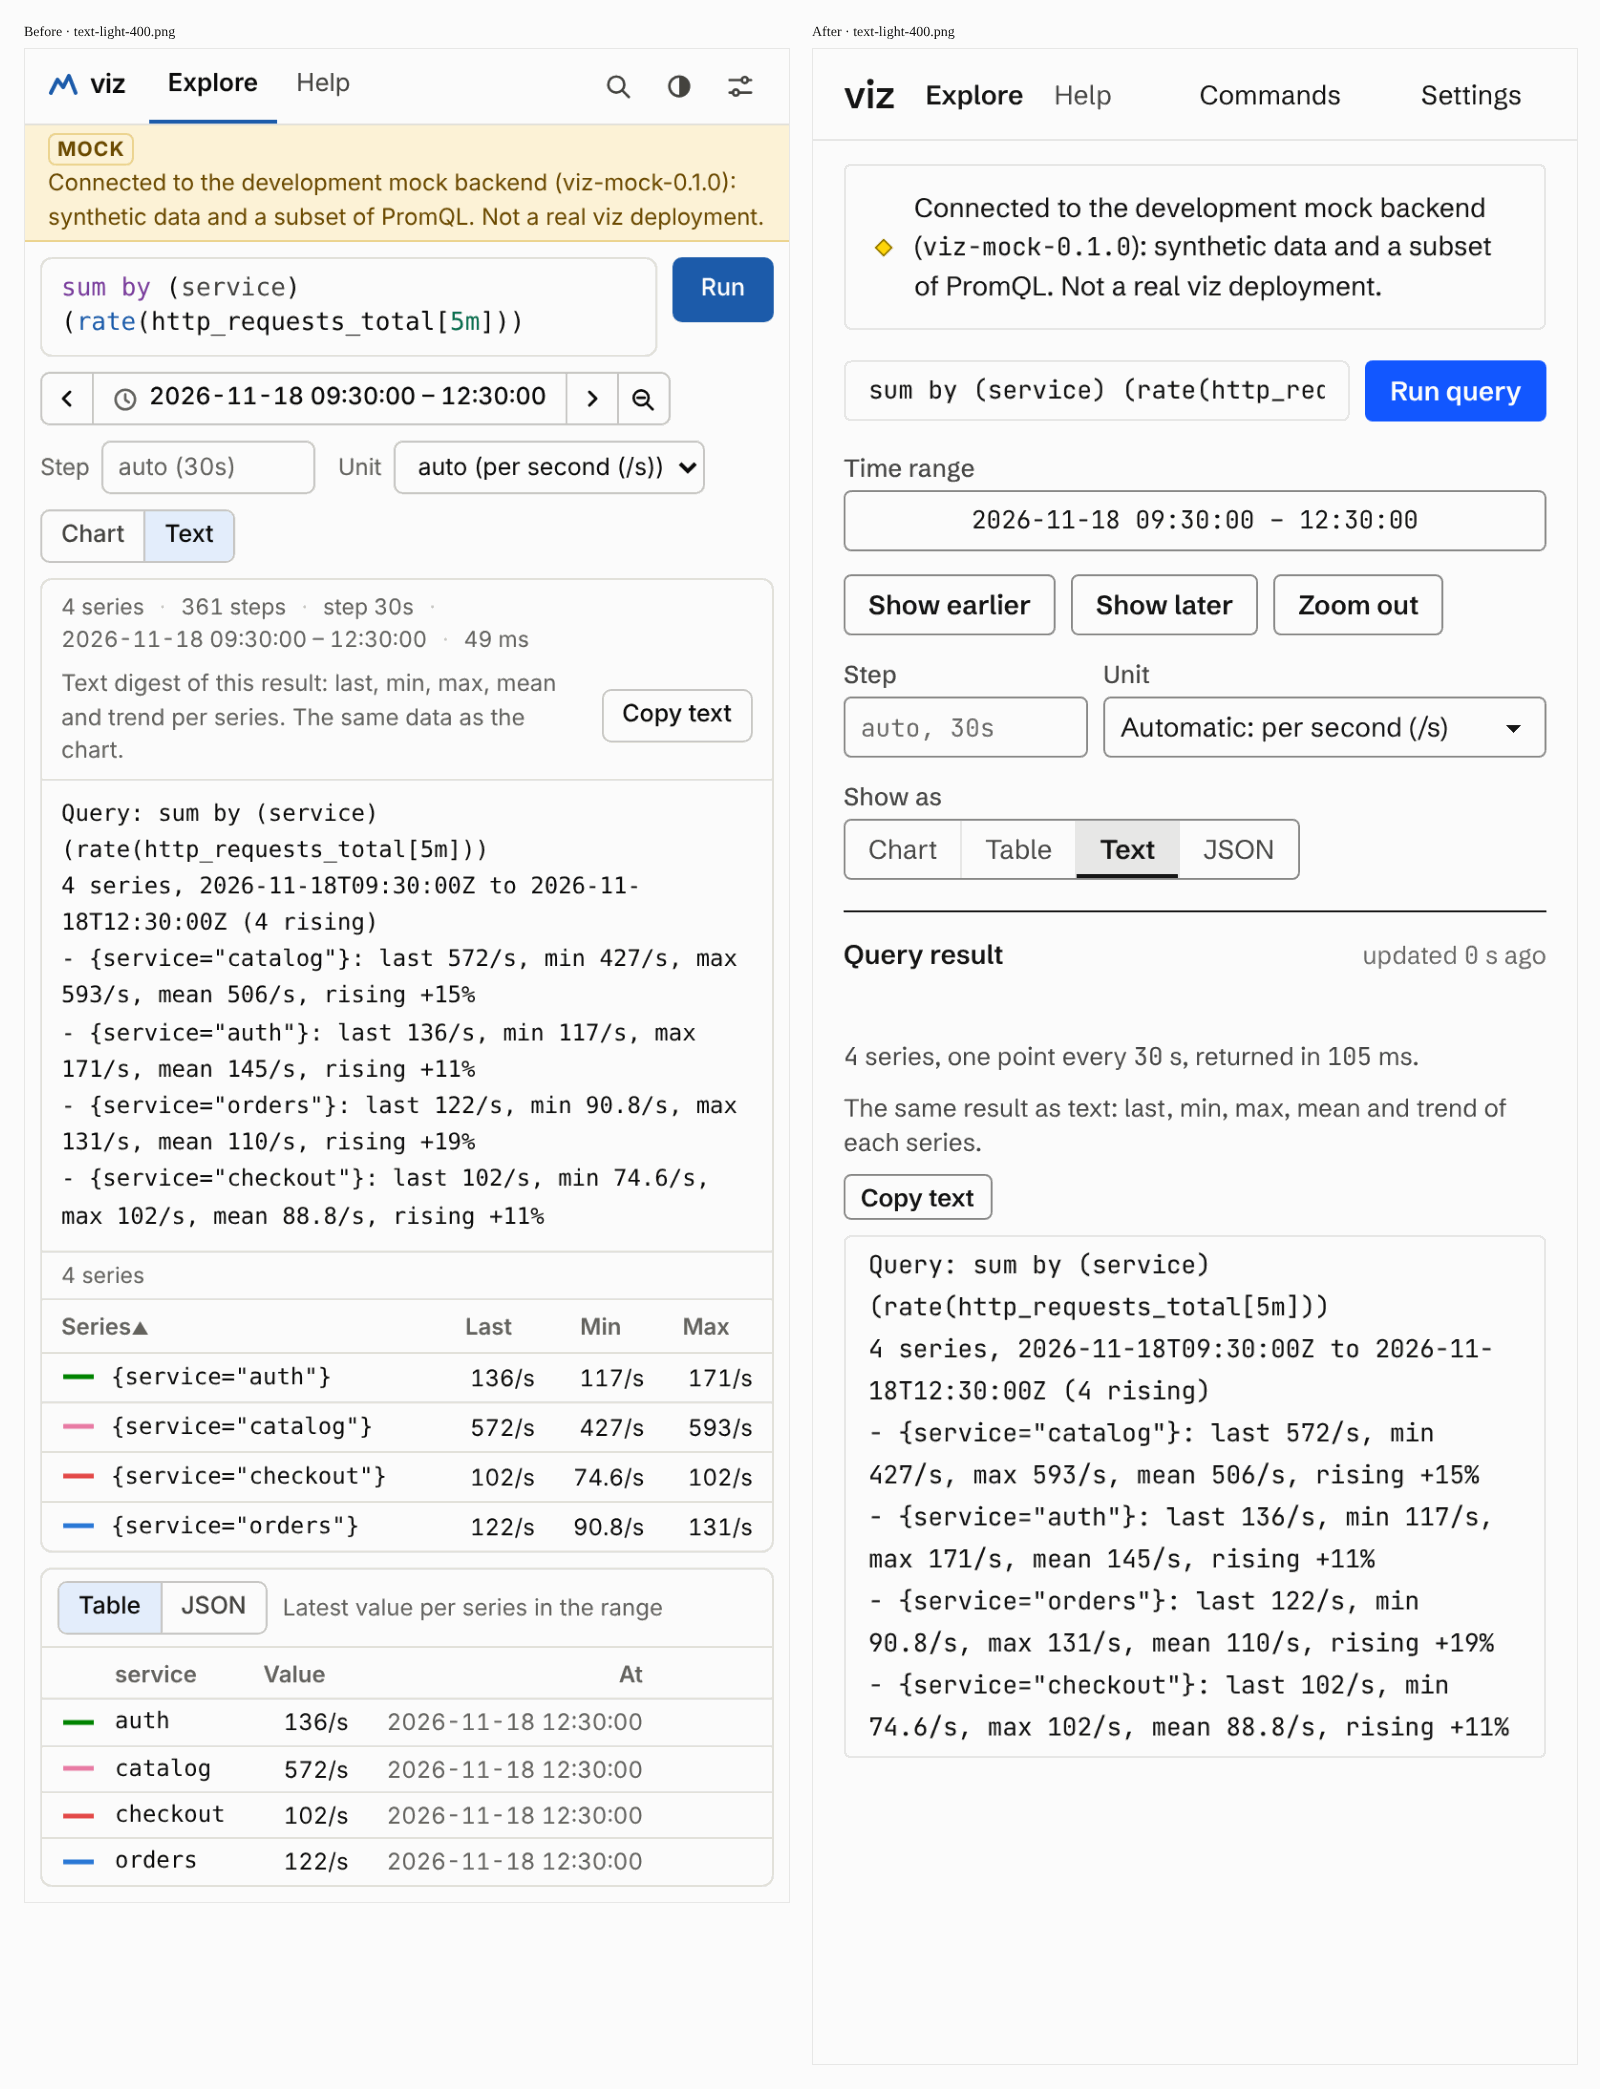 Before · text-light-400.png
viz Explore Help
MOCK
Connected to the development mock backend (viz-mock-0.1.0):
synthetic data and a subset of PromQL. Not a real viz deployment.
sum by (service)
(rate(http_requests_total[5m]))
Run
2026-11-18 09:30:00 – 12:30:00
Step auto (30s) Unit auto (per second (/s))
Chart Text
4 series · 361 steps · step 30s ·
2026-11-18 09:30:00 – 12:30:00 · 49 ms
Text digest of this result: last, min, max, mean
and trend per series. The same data as the
chart.
Copy text
Query: sum by (service)
(rate(http_requests_total[5m]))
4 series, 2026-11-18T09:30:00Z to 2026-11-
18T12:30:00Z (4 rising)
- {service="catalog"}: last 572/s, min 427/s, max
593/s, mean 506/s, rising +15%
- {service="auth"}: last 136/s, min 117/s, max
171/s, mean 145/s, rising +11%
- {service="orders"}: last 122/s, min 90.8/s, max
131/s, mean 110/s, rising +19%
- {service="checkout"}: last 102/s, min 74.6/s,
max 102/s, mean 88.8/s, rising +11%
4 series
Series▲ Last Min Max
{service="auth"} 136/s 117/s 171/s
{service="catalog"} 572/s 427/s 593/s
{service="checkout"} 102/s 74.6/s 102/s
{service="orders"} 122/s 90.8/s 131/s
Table JSON Latest value per series in the range
service Value At
auth 136/s 2026-11-18 12:30:00
catalog 572/s 2026-11-18 12:30:00
checkout 102/s 2026-11-18 12:30:00
orders 122/s 2026-11-18 12:30:00
After · text-light-400.png
viz Explore Help Commands Settings
Connected to the development mock backend
(viz-mock-0.1.0): synthetic data and a subset
of PromQL. Not a real viz deployment.
sum by (service) (rate(http_req
Run query
Time range
2026-11-18 09:30:00 – 12:30:00
Show earlier Show later Zoom out
Step Unit
auto, 30s Automatic: per second (/s)
Show as
Chart Table Text JSON
Query result updated 0 s ago
4 series, one point every 30 s, returned in 105 ms.
The same result as text: last, min, max, mean and trend of
each series.
Copy text
Query: sum by (service)
(rate(http_requests_total[5m]))
4 series, 2026-11-18T09:30:00Z to 2026-11-
18T12:30:00Z (4 rising)
- {service="catalog"}: last 572/s, min
427/s, max 593/s, mean 506/s, rising +15%
- {service="auth"}: last 136/s, min 117/s,
max 171/s, mean 145/s, rising +11%
- {service="orders"}: last 122/s, min
90.8/s, max 131/s, mean 110/s, rising +19%
- {service="checkout"}: last 102/s, min
74.6/s, max 102/s, mean 88.8/s, rising +11%